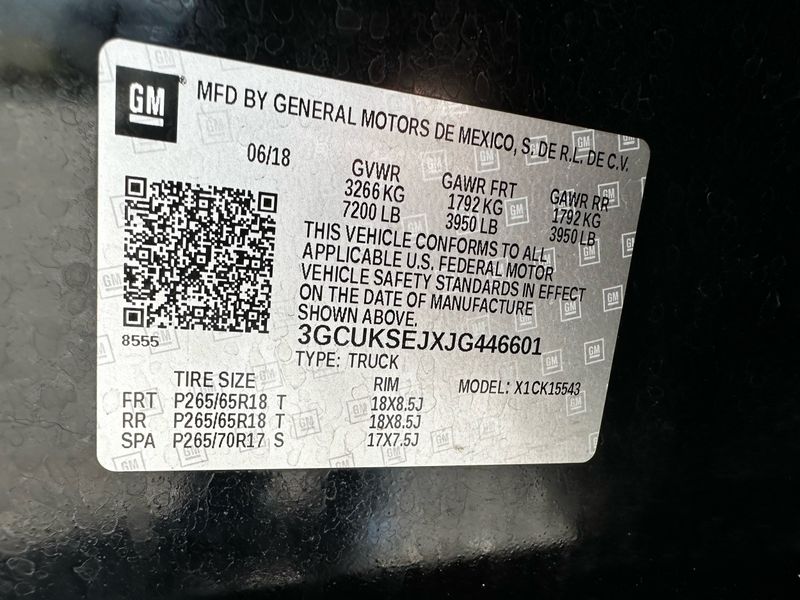 GM® MFD BY GENERAL MOTORS DE MEXICO, S. DE R.L. DE C.V.
06/18 GVWR GAWR FRT GAWR RR
3266 KG 1792 KG 1792 KG
7200 LB 3950 LB 3950 LB
THIS VEHICLE CONFORMS TO ALL
APPLICABLE U.S. FEDERAL MOTOR
VEHICLE SAFETY STANDARDS IN EFFECT
ON THE DATE OF MANUFACTURE
SHOWN ABOVE.
8555 3GCUKSEJXJG446601
TYPE: TRUCK
TIRE SIZE RIM MODEL: X1CK15543
FRT P265/65R18 T 18X8.5J
RR P265/65R18 T 18X8.5J
SPA P265/70R17 S 17X7.5J